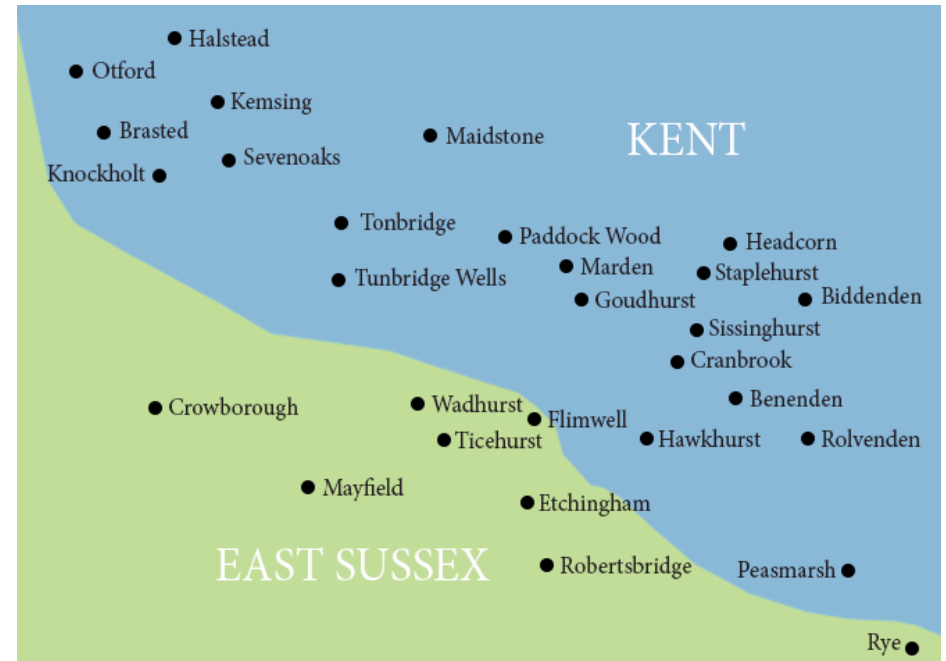 Halstead
Otford
Kemsing
Brasted
Maidstone
KENT
Sevenoaks
Knockholt
Tonbridge
Paddock Wood
Headcorn
Marden
Staplehurst
Tunbridge Wells
Goudhurst
Biddenden
Sissinghurst
Cranbrook
Benenden
Crowborough
Wadhurst
Flimwell
Ticehurst
Hawkhurst
Rolvenden
Mayfield
Etchingham
EAST SUSSEX
Robertsbridge
Peasmarsh
Rye